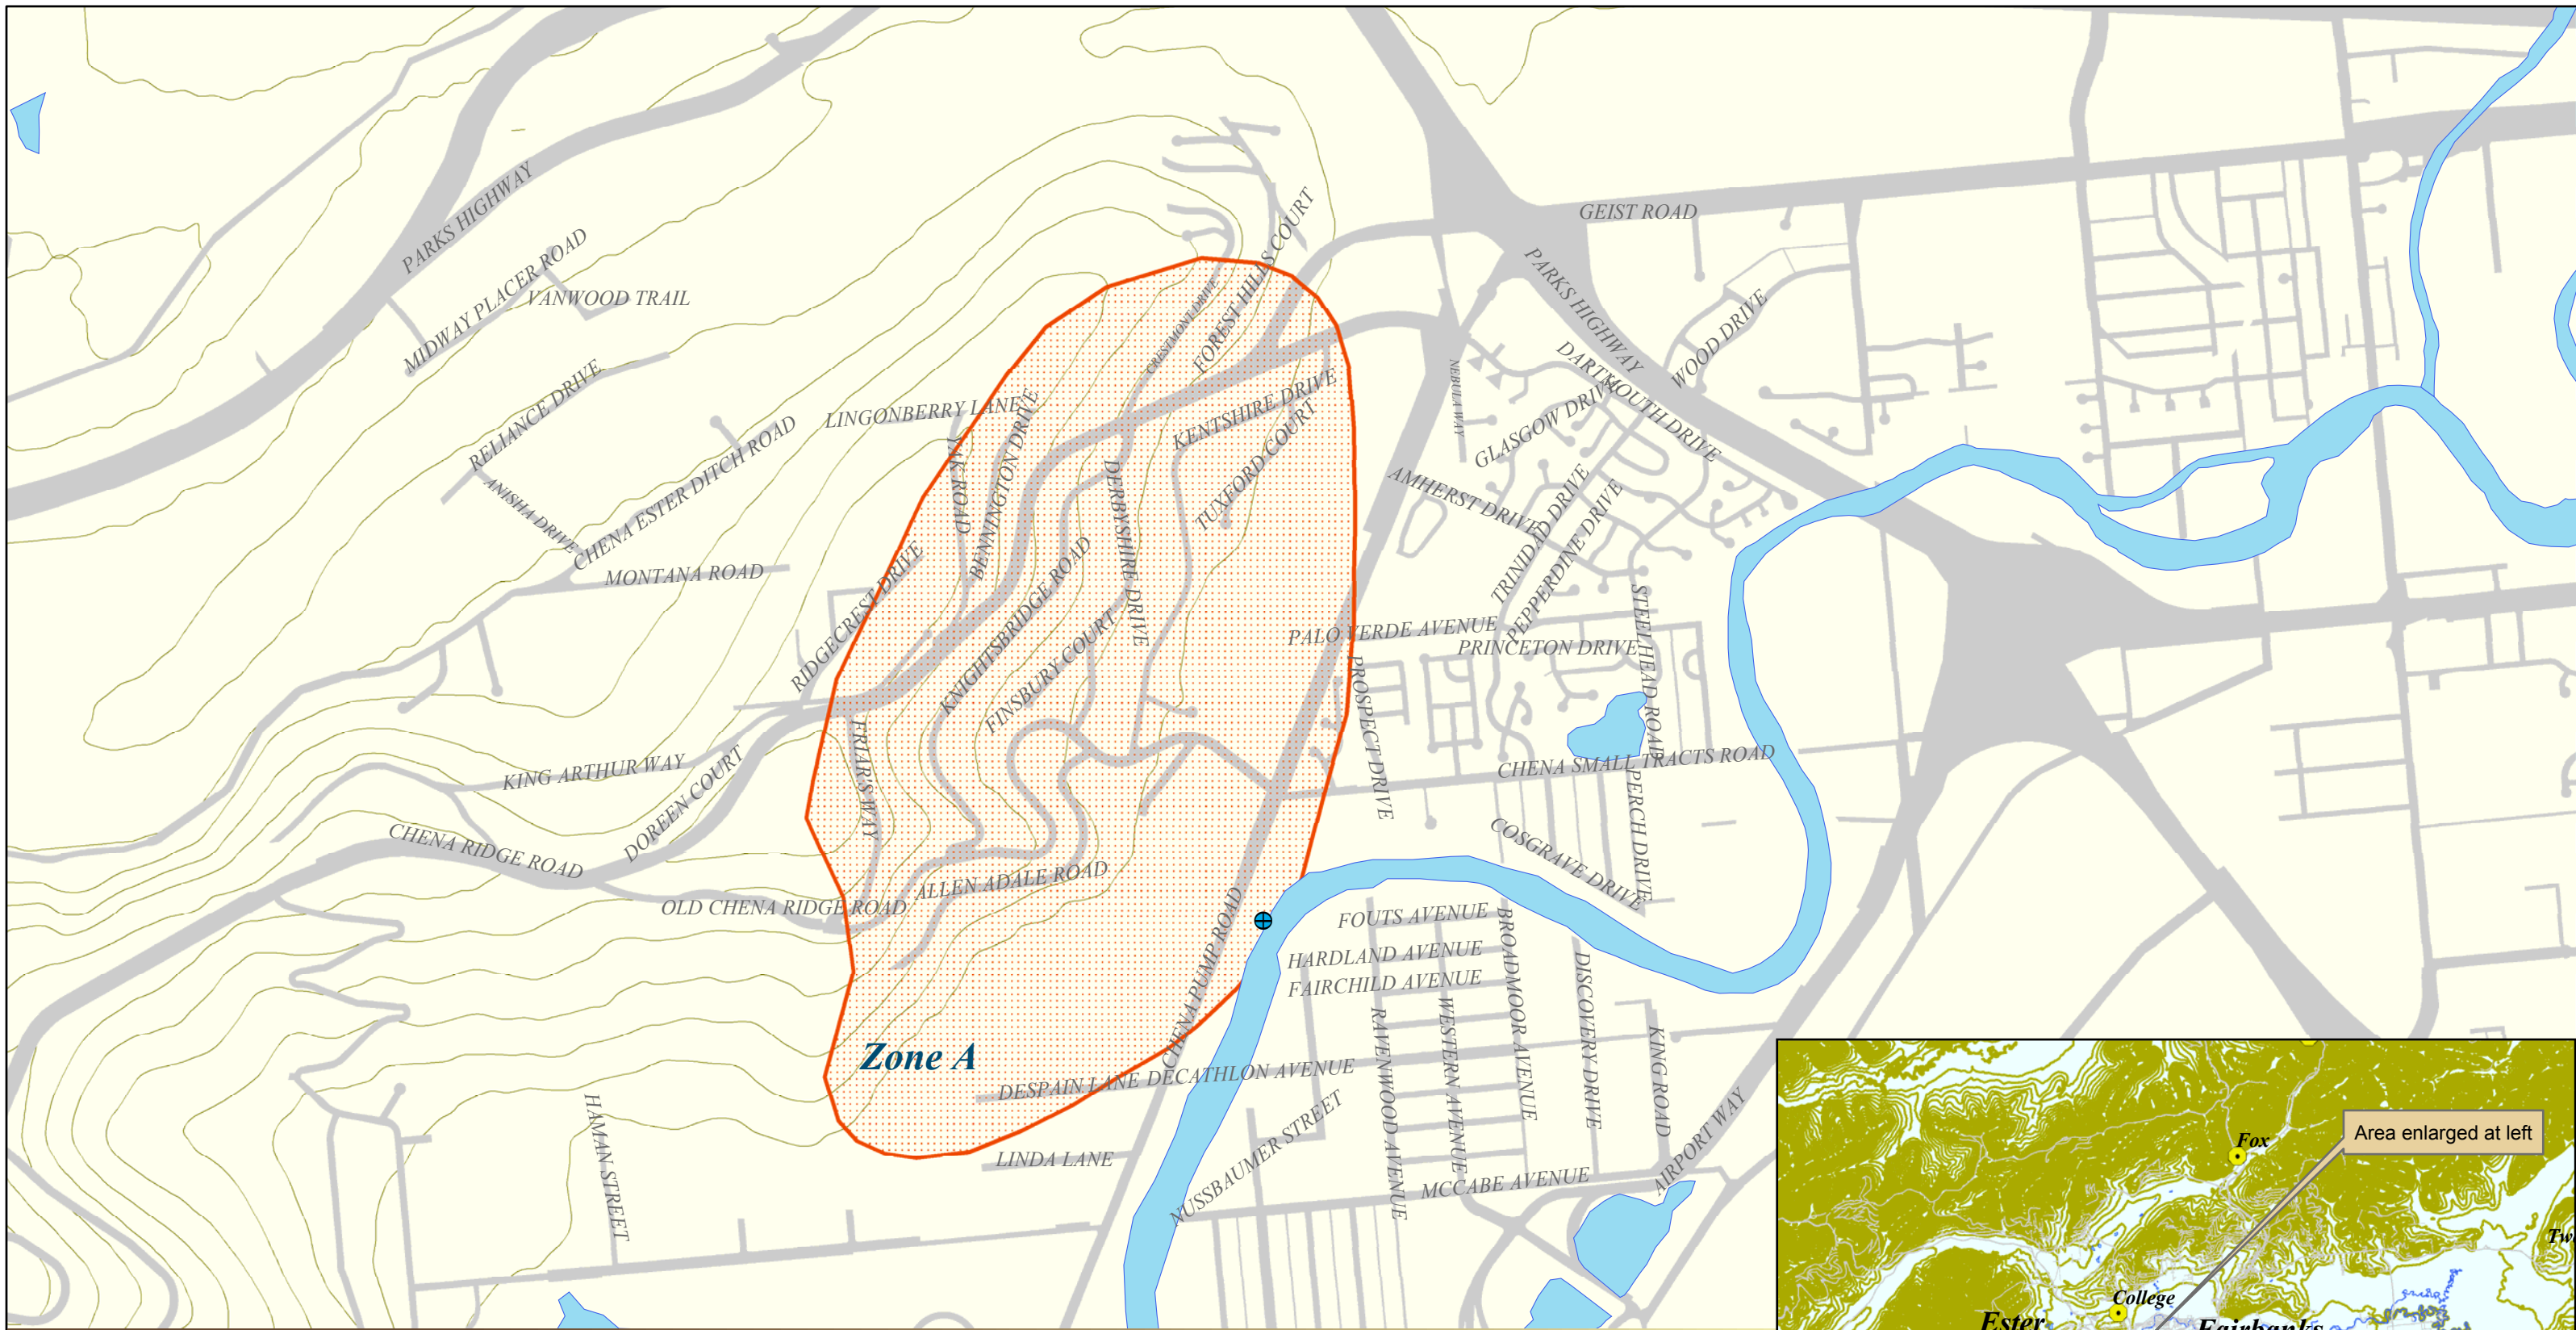 GEIST ROAD
PARKS HIGHWAY
MIDWAY PLACER ROAD
VANWOOD TRAIL
FOREST HILLS COURT
CRESTMONT DRIVE
PARKS HIGHWAY
WOOD DRIVE
DARTMOUTH DRIVE
GLASGOW DRIVE
NEBULA WAY
RELIANCE DRIVE
LINGONBERRY LANE
KENTSHIRE DRIVE
TUXFORD COURT
YAK ROAD
BENNINGTON DRIVE
DERBYSHIRE DRIVE
AMHERST DRIVE
TRINIDAD DRIVE
PEPPERDINE DRIVE
ANISHA DRIVE
CHENA ESTER DITCH ROAD
MONTANA ROAD
RIDGECREST DRIVE
KNIGHTSBRIDGE ROAD
FINSBURY COURT
PALO VERDE AVENUE
PRINCETON DRIVE
STEELHEAD ROAD
PROSPECT DRIVE
KING ARTHUR WAY
DOREEN COURT
FRIARS WAY
CHENA SMALL TRACTS ROAD
PERCH DRIVE
COSGRAVE DRIVE
CHENA RIDGE ROAD
OLD CHENA RIDGE ROAD
ALLEN ADALE ROAD
CHENA PUMP ROAD
FOUTS AVENUE
HARDLAND AVENUE
FAIRCHILD AVENUE
BROADMOOR AVENUE
DISCOVERY DRIVE
WESTERN AVENUE
RAVENWOOD AVENUE
KING ROAD
Zone A
DESPAIN LANE
DECATHLON AVENUE
NUSSBAUMER STREET
LINDA LANE
HAMAN STREET
MCCABE AVENUE
AIRPORT WAY
Area enlarged at left
Fox
Tw
College
Ester
Fairbanks